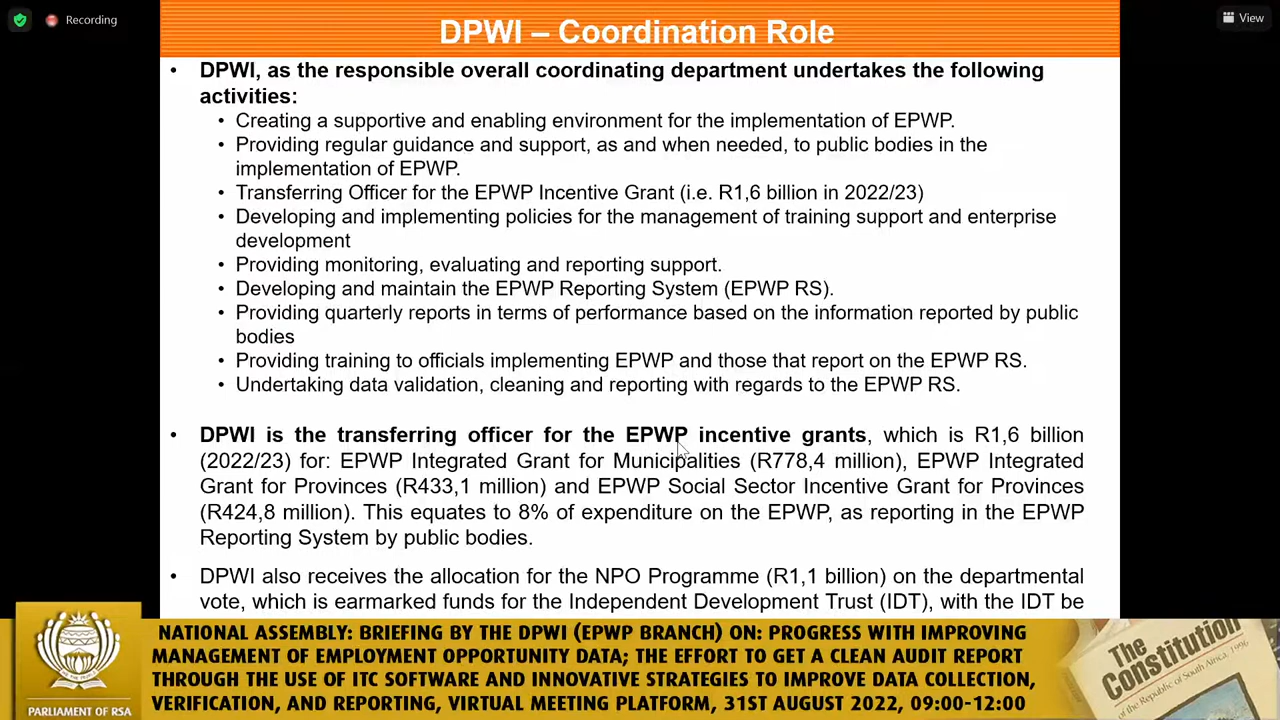 Recording
View
DPWI – Coordination Role
• DPWI, as the responsible overall coordinating department undertakes the following
activities:
• Creating a supportive and enabling environment for the implementation of EPWP.
• Providing regular guidance and support, as and when needed, to public bodies in the
implementation of EPWP.
• Transferring Officer for the EPWP Incentive Grant (i.e. R1,6 billion in 2022/23)
• Developing and implementing policies for the management of training support and enterprise
development
• Providing monitoring, evaluating and reporting support.
• Developing and maintain the EPWP Reporting System (EPWP RS).
• Providing quarterly reports in terms of performance based on the information reported by public
bodies
• Providing training to officials implementing EPWP and those that report on the EPWP RS.
• Undertaking data validation, cleaning and reporting with regards to the EPWP RS.
• DPWI is the transferring officer for the EPWP incentive grants, which is R1,6 billion
(2022/23) for: EPWP Integrated Grant for Municipalities (R778,4 million), EPWP Integrated
Grant for Provinces (R433,1 million) and EPWP Social Sector Incentive Grant for Provinces
(R424,8 million). This equates to 8% of expenditure on the EPWP, as reporting in the EPWP
Reporting System by public bodies.
• DPWI also receives the allocation for the NPO Programme (R1,1 billion) on the departmental
vote, which is earmarked funds for the Independent Development Trust (IDT), with the IDT be
NATIONAL ASSEMBLY: BRIEFING BY THE DPWI (EPWP BRANCH) ON: PROGRESS WITH IMPROVING
MANAGEMENT OF EMPLOYMENT OPPORTUNITY DATA; THE EFFORT TO GET A CLEAN AUDIT REPORT
THROUGH THE USE OF ITC SOFTWARE AND INNOVATIVE STRATEGIES TO IMPROVE DATA COLLECTION,
VERIFICATION, AND REPORTING, VIRTUAL MEETING PLATFORM, 31ST AUGUST 2022, 09:00-12:00
PARLIAMENT OF RSA
The
Constitution
of the Republic of South Africa, 1996